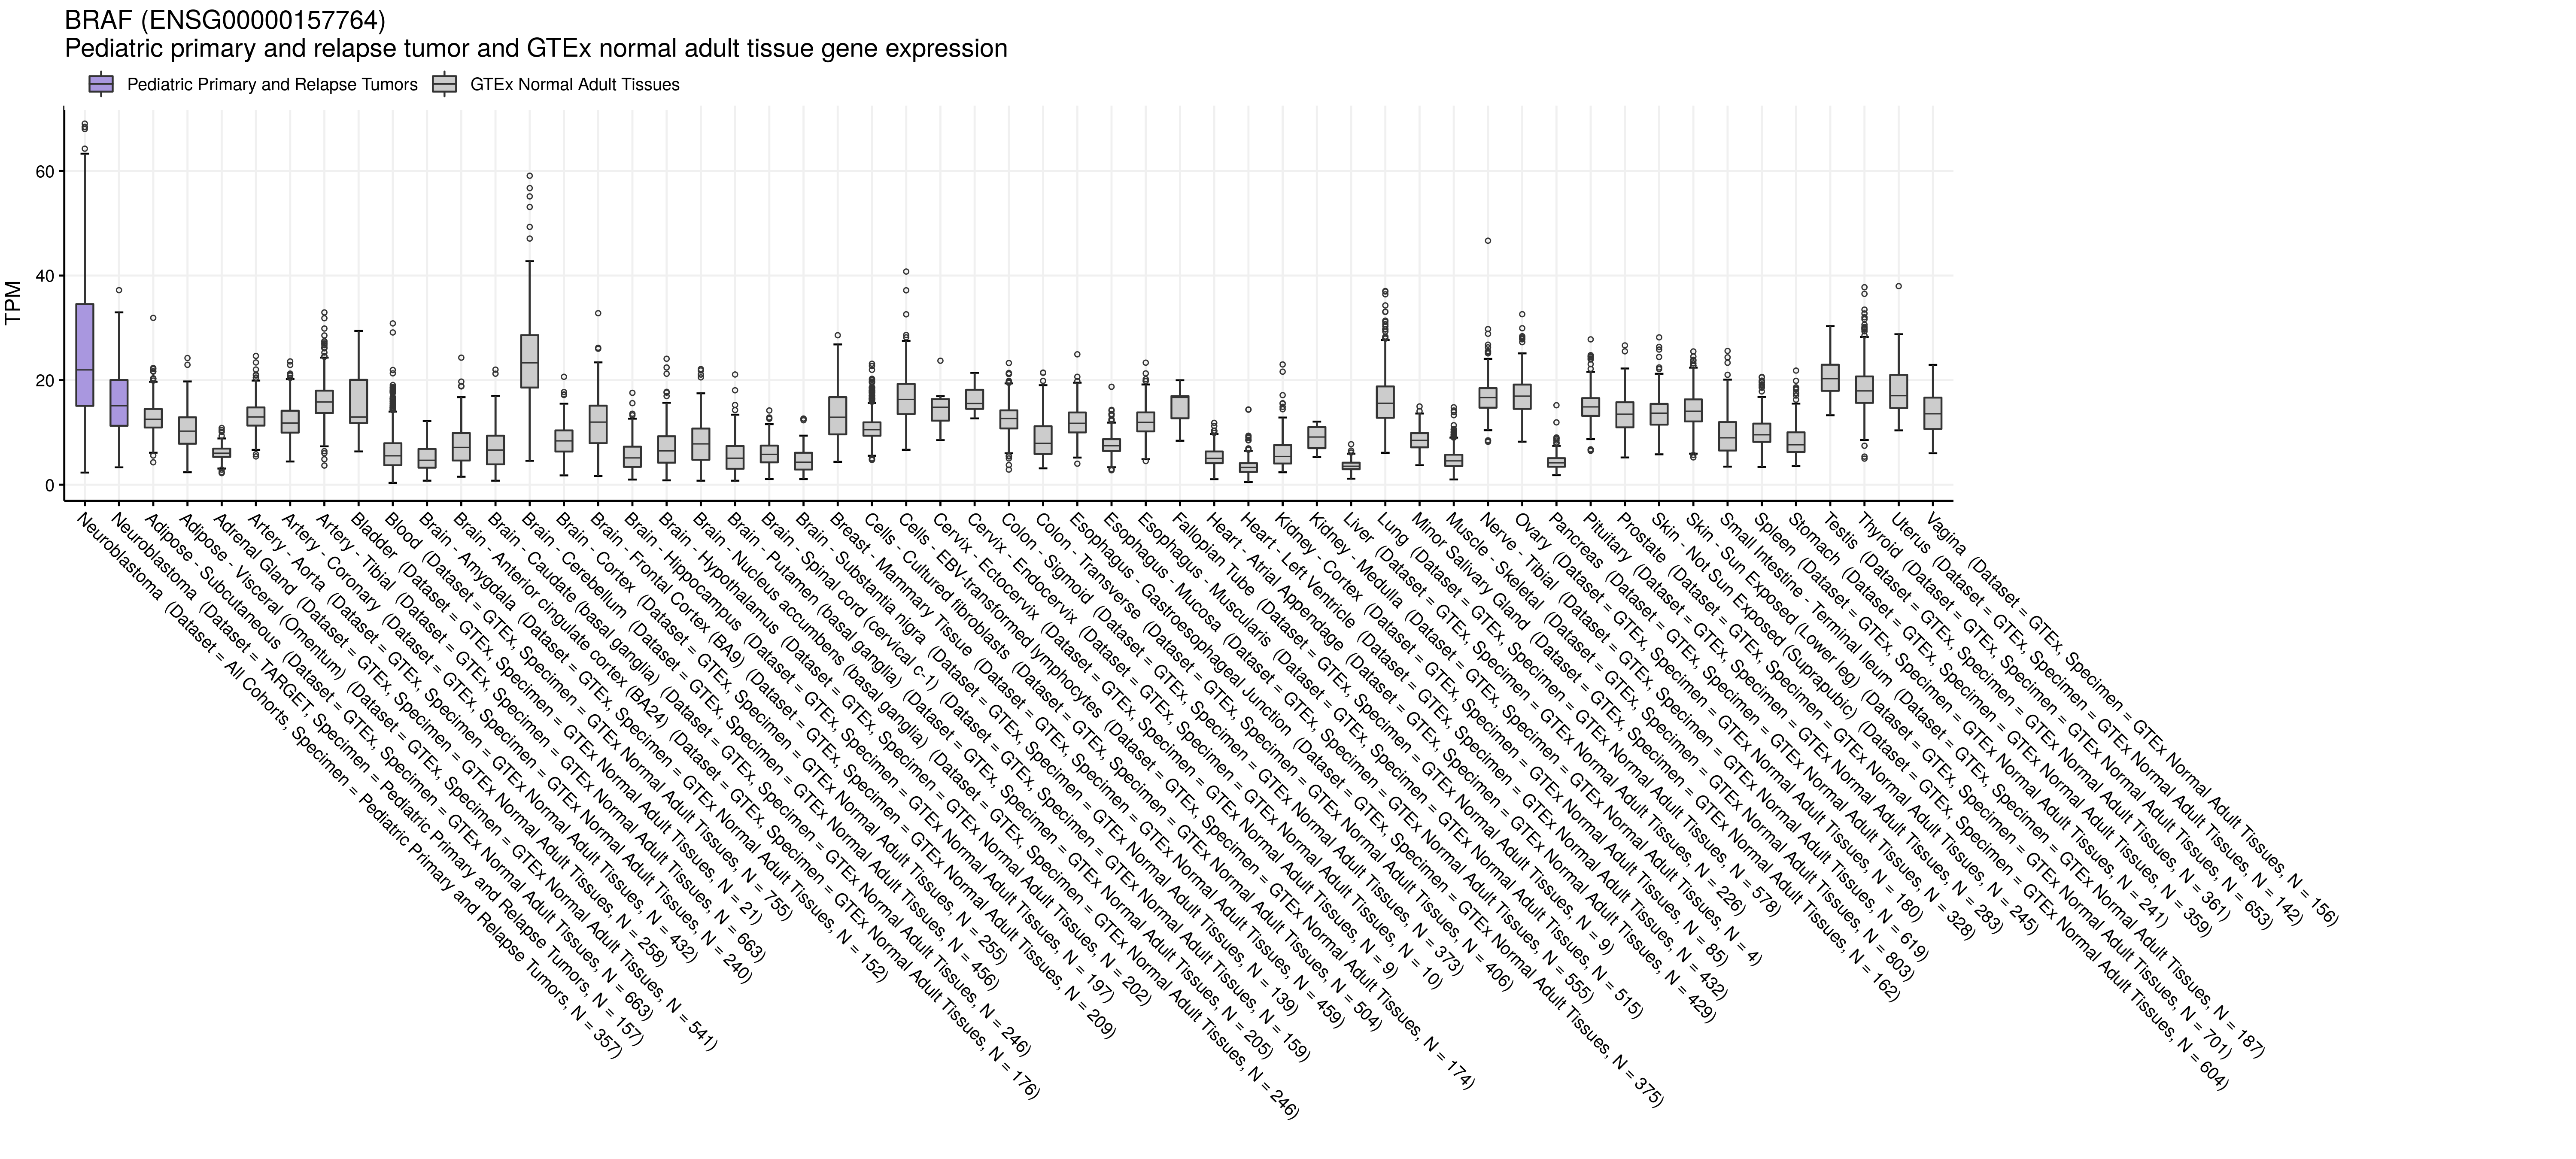 BRAF (ENSG00000157764)
Pediatric primary and relapse tumor and GTEx normal adult tissue gene expression
Pediatric Primary and Relapse Tumors
GTEx Normal Adult Tissues
TPM
60
40
20
0
Neuroblastoma (Dataset = All Cohorts, Specimen = Pediatric Primary and Relapse Tumors, N = 357)
Neuroblastoma (Dataset = TARGET, Specimen = Pediatric Primary and Relapse Tumors, N = 157)
Adipose - Subcutaneous (Dataset = GTEx, Specimen = GTEx Normal Adult Tissues, N = 663)
Adipose - Visceral (Omentum) (Dataset = GTEx, Specimen = GTEx Normal Adult Tissues, N = 541)
Adrenal Gland (Dataset = GTEx, Specimen = GTEx Normal Adult Tissues, N = 258)
Artery - Aorta (Dataset = GTEx, Specimen = GTEx Normal Adult Tissues, N = 432)
Artery - Coronary (Dataset = GTEx, Specimen = GTEx Normal Adult Tissues, N = 240)
Artery - Tibial (Dataset = GTEx, Specimen = GTEx Normal Adult Tissues, N = 663)
Bladder (Dataset = GTEx, Specimen = GTEx Normal Adult Tissues, N = 21)
Blood (Dataset = GTEx, Specimen = GTEx Normal Adult Tissues, N = 755)
Brain - Amygdala (Dataset = GTEx, Specimen = GTEx Normal Adult Tissues, N = 152)
Brain - Anterior cingulate cortex (BA24) (Dataset = GTEx, Specimen = GTEx Normal Adult Tissues, N = 176)
Brain - Caudate (basal ganglia) (Dataset = GTEx, Specimen = GTEx Normal Adult Tissues, N = 246)
Brain - Cerebellum (Dataset = GTEx, Specimen = GTEx Normal Adult Tissues, N = 456)
Brain - Cortex (Dataset = GTEx, Specimen = GTEx Normal Adult Tissues, N = 255)
Brain - Frontal Cortex (BA9) (Dataset = GTEx, Specimen = GTEx Normal Adult Tissues, N = 209)
Brain - Hippocampus (Dataset = GTEx, Specimen = GTEx Normal Adult Tissues, N = 197)
Brain - Hypothalamus (Dataset = GTEx, Specimen = GTEx Normal Adult Tissues, N = 202)
Brain - Nucleus accumbens (basal ganglia) (Dataset = GTEx, Specimen = GTEx Normal Adult Tissues, N = 246)
Brain - Putamen (basal ganglia) (Dataset = GTEx, Specimen = GTEx Normal Adult Tissues, N = 205)
Brain - Spinal cord (cervical c-1) (Dataset = GTEx, Specimen = GTEx Normal Adult Tissues, N = 159)
Brain - Substantia nigra (Dataset = GTEx, Specimen = GTEx Normal Adult Tissues, N = 139)
Breast - Mammary Tissue (Dataset = GTEx, Specimen = GTEx Normal Adult Tissues, N = 459)
Cells - Cultured fibroblasts (Dataset = GTEx, Specimen = GTEx Normal Adult Tissues, N = 504)
Cells - EBV-transformed lymphocytes (Dataset = GTEx, Specimen = GTEx Normal Adult Tissues, N = 174)
Cervix - Ectocervix (Dataset = GTEx, Specimen = GTEx Normal Adult Tissues, N = 9)
Cervix - Endocervix (Dataset = GTEx, Specimen = GTEx Normal Adult Tissues, N = 10)
Colon - Sigmoid (Dataset = GTEx, Specimen = GTEx Normal Adult Tissues, N = 373)
Colon - Transverse (Dataset = GTEx, Specimen = GTEx Normal Adult Tissues, N = 406)
Esophagus - Gastroesophageal Junction (Dataset = GTEx, Specimen = GTEx Normal Adult Tissues, N = 375)
Esophagus - Mucosa (Dataset = GTEx, Specimen = GTEx Normal Adult Tissues, N = 555)
Esophagus - Muscularis (Dataset = GTEx, Specimen = GTEx Normal Adult Tissues, N = 515)
Fallopian Tube (Dataset = GTEx, Specimen = GTEx Normal Adult Tissues, N = 9)
Heart - Atrial Appendage (Dataset = GTEx, Specimen = GTEx Normal Adult Tissues, N = 429)
Heart - Left Ventricle (Dataset = GTEx, Specimen = GTEx Normal Adult Tissues, N = 432)
Kidney - Cortex (Dataset = GTEx, Specimen = GTEx Normal Adult Tissues, N = 85)
Kidney - Medulla (Dataset = GTEx, Specimen = GTEx Normal Adult Tissues, N = 4)
Liver (Dataset = GTEx, Specimen = GTEx Normal Adult Tissues, N = 226)
Lung (Dataset = GTEx, Specimen = GTEx Normal Adult Tissues, N = 578)
Minor Salivary Gland (Dataset = GTEx, Specimen = GTEx Normal Adult Tissues, N = 162)
Muscle - Skeletal (Dataset = GTEx, Specimen = GTEx Normal Adult Tissues, N = 803)
Nerve - Tibial (Dataset = GTEx, Specimen = GTEx Normal Adult Tissues, N = 619)
Ovary (Dataset = GTEx, Specimen = GTEx Normal Adult Tissues, N = 180)
Pancreas (Dataset = GTEx, Specimen = GTEx Normal Adult Tissues, N = 328)
Pituitary (Dataset = GTEx, Specimen = GTEx Normal Adult Tissues, N = 283)
Prostate (Dataset = GTEx, Specimen = GTEx Normal Adult Tissues, N = 245)
Skin - Not Sun Exposed (Suprapubic) (Dataset = GTEx, Specimen = GTEx Normal Adult Tissues, N = 604)
Skin - Sun Exposed (Lower leg) (Dataset = GTEx, Specimen = GTEx Normal Adult Tissues, N = 701)
Small Intestine - Terminal Ileum (Dataset = GTEx, Specimen = GTEx Normal Adult Tissues, N = 187)
Spleen (Dataset = GTEx, Specimen = GTEx Normal Adult Tissues, N = 241)
Stomach (Dataset = GTEx, Specimen = GTEx Normal Adult Tissues, N = 359)
Testis (Dataset = GTEx, Specimen = GTEx Normal Adult Tissues, N = 361)
Thyroid (Dataset = GTEx, Specimen = GTEx Normal Adult Tissues, N = 653)
Uterus (Dataset = GTEx, Specimen = GTEx Normal Adult Tissues, N = 142)
Vagina (Dataset = GTEx, Specimen = GTEx Normal Adult Tissues, N = 156)